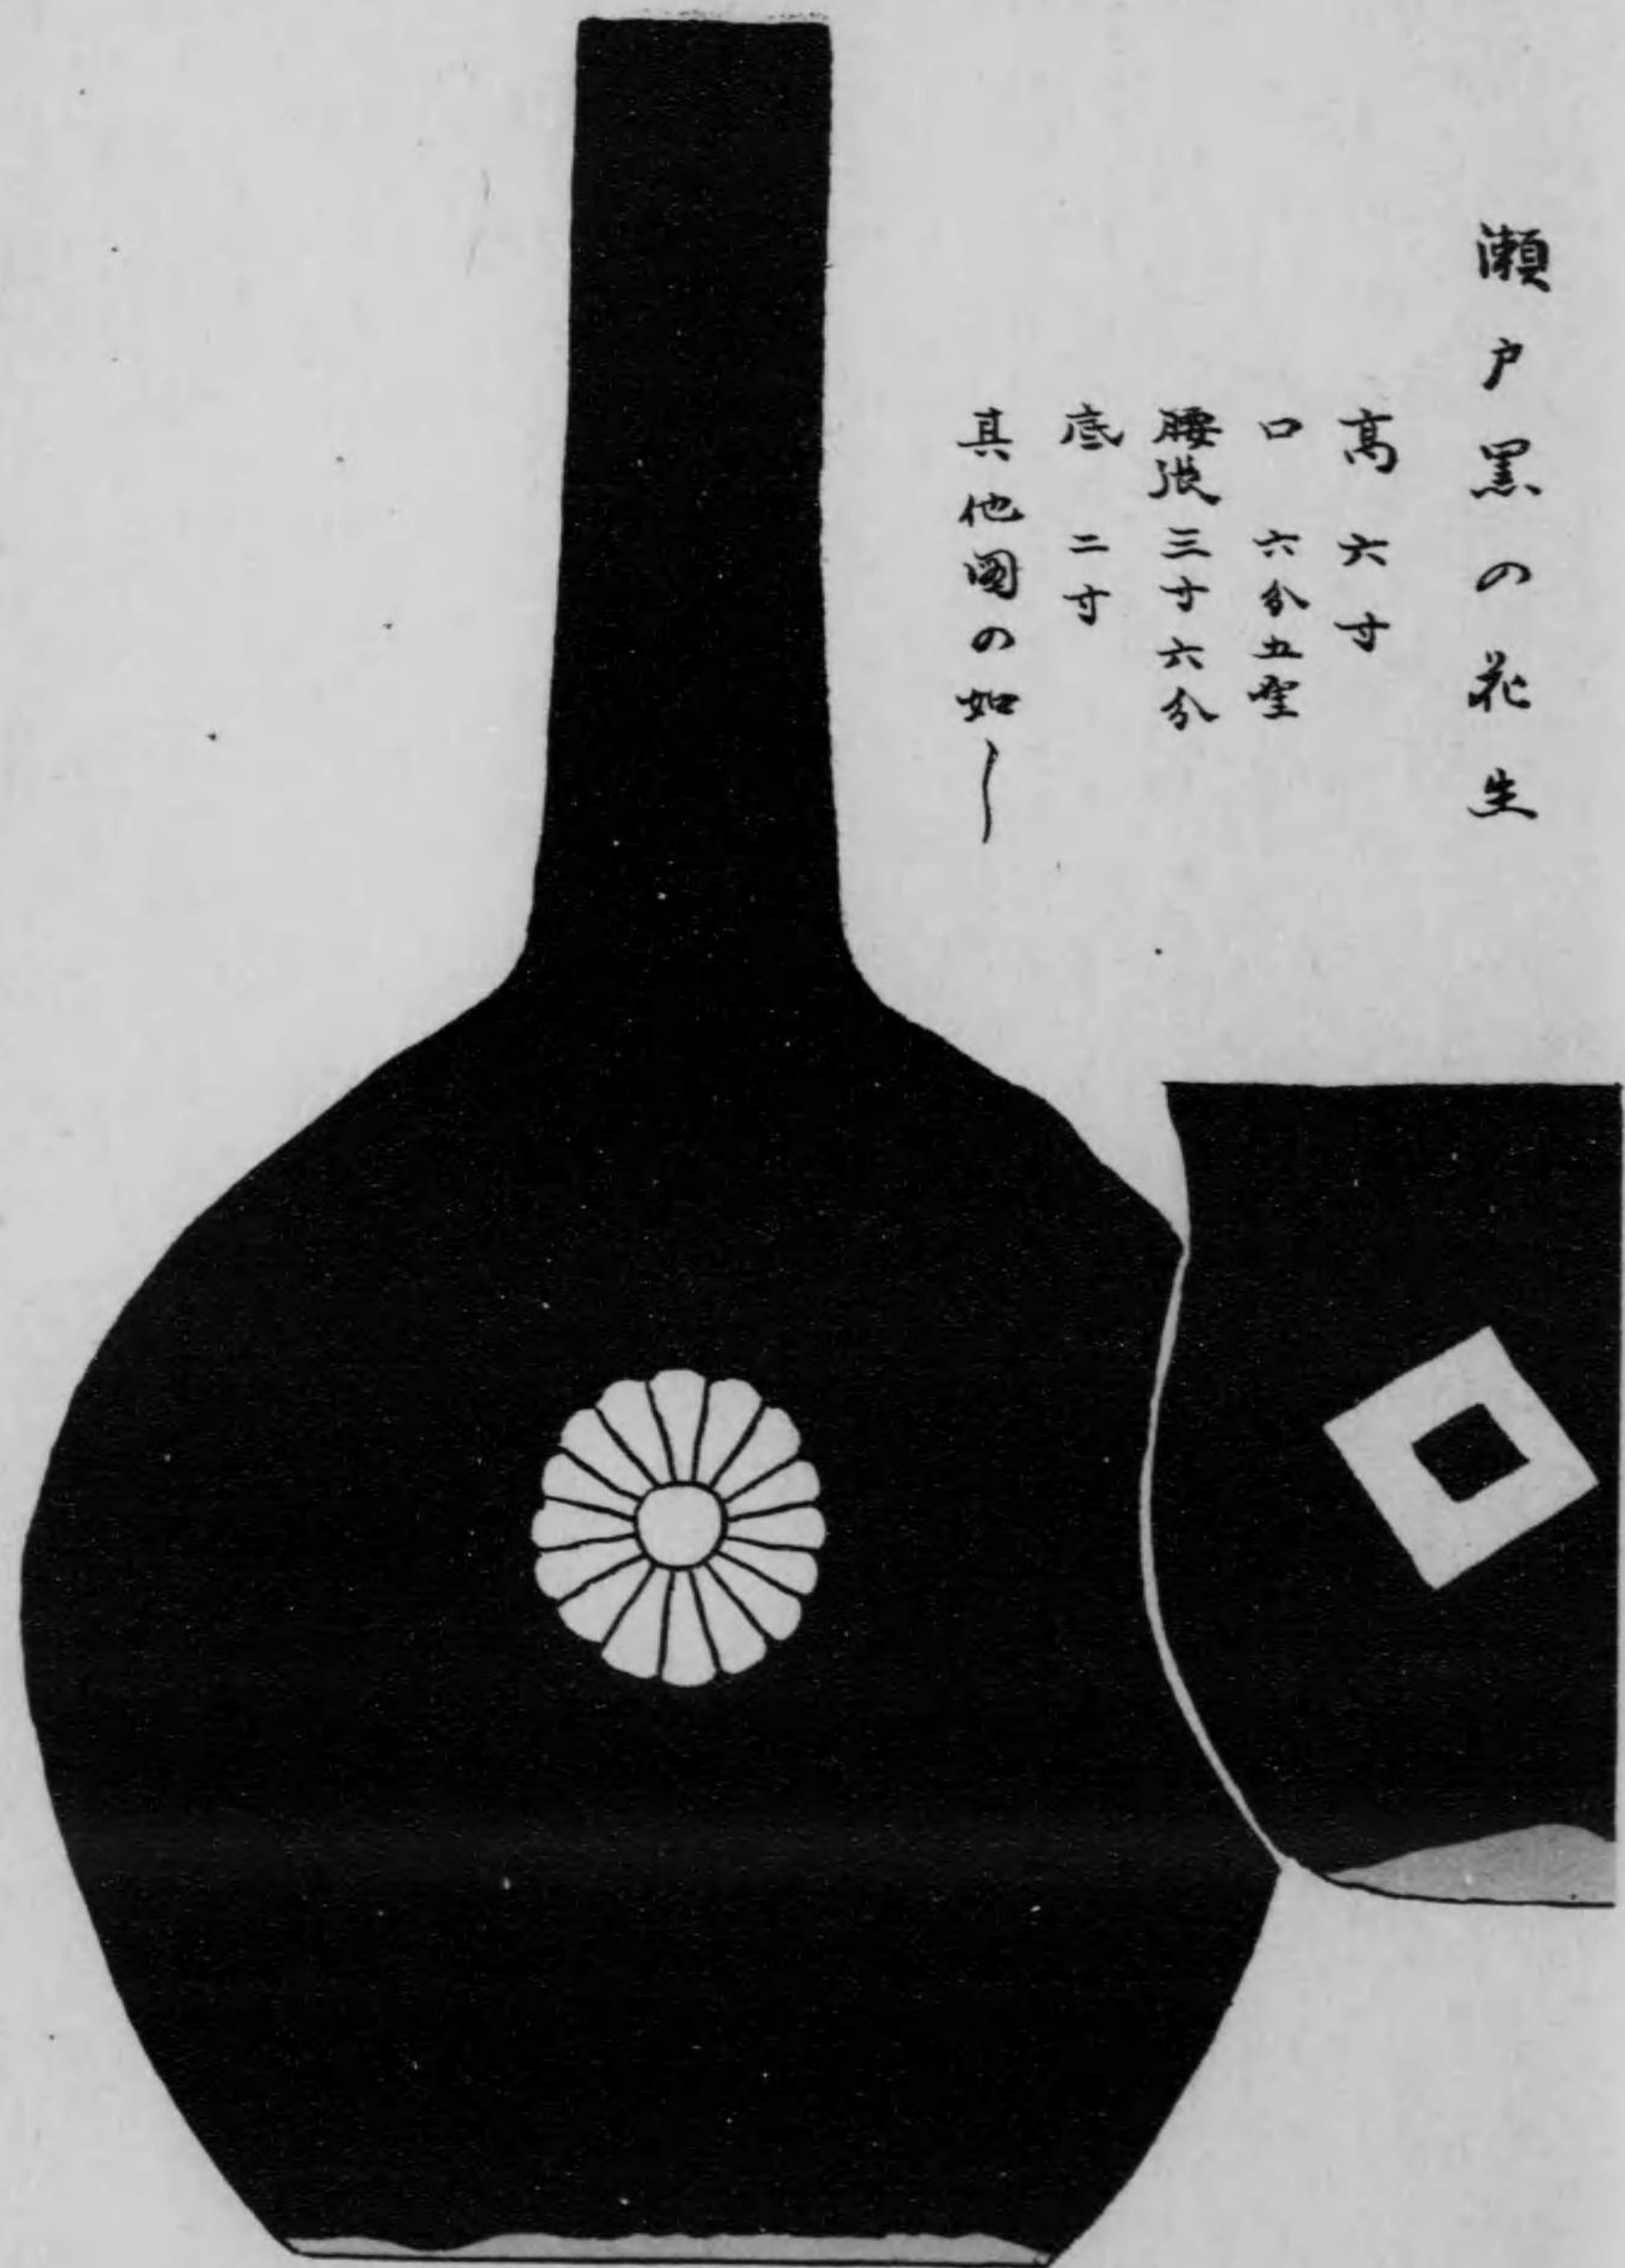 瀬戸黒の花生
高 六寸
口 六分五厘
腰張 三寸六分
底 二寸
其他図の如し